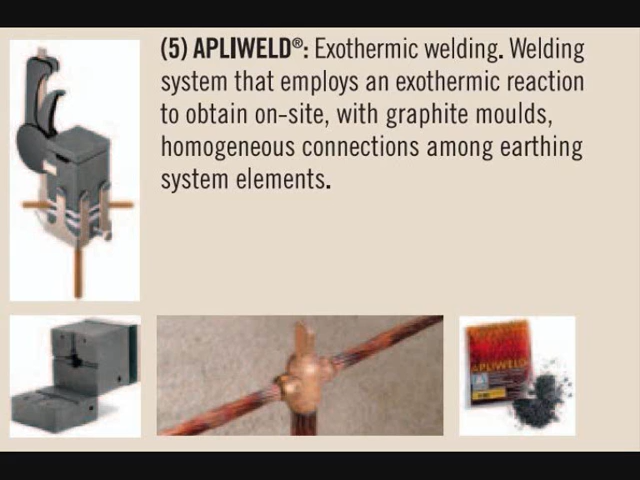 (5) APLIWELD®: Exothermic welding. Welding
system that employs an exothermic reaction
to obtain on-site, with graphite moulds,
homogeneous connections among earthing
system elements.
APLIWELD